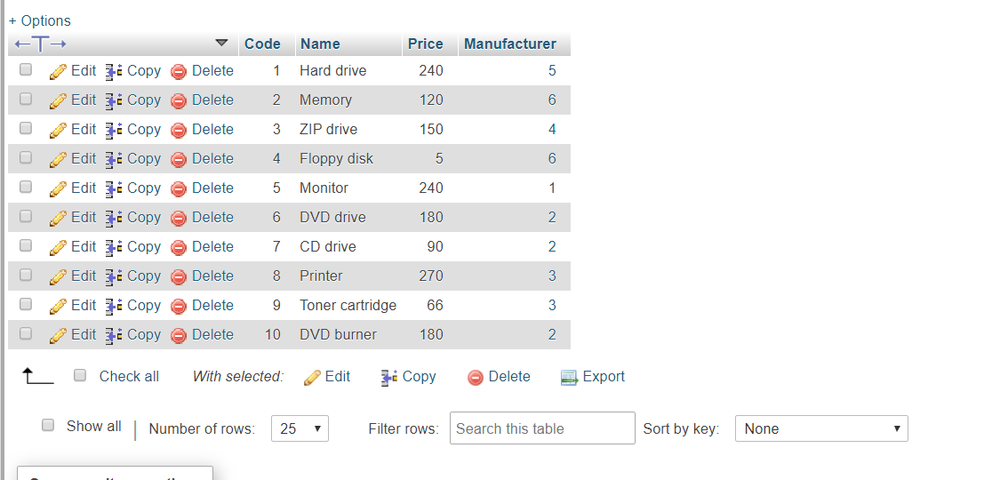 + Options
←T→ ▼ Code Name Price Manufacturer
Edit Copy Delete 1 Hard drive 240 5
Edit Copy Delete 2 Memory 120 6
Edit Copy Delete 3 ZIP drive 150 4
Edit Copy Delete 4 Floppy disk 5 6
Edit Copy Delete 5 Monitor 240 1
Edit Copy Delete 6 DVD drive 180 2
Edit Copy Delete 7 CD drive 90 2
Edit Copy Delete 8 Printer 270 3
Edit Copy Delete 9 Toner cartridge 66 3
Edit Copy Delete 10 DVD burner 180 2
Check all With selected: Edit Copy Delete Export
Show all | Number of rows: 25 Filter rows: Search this table Sort by key: None